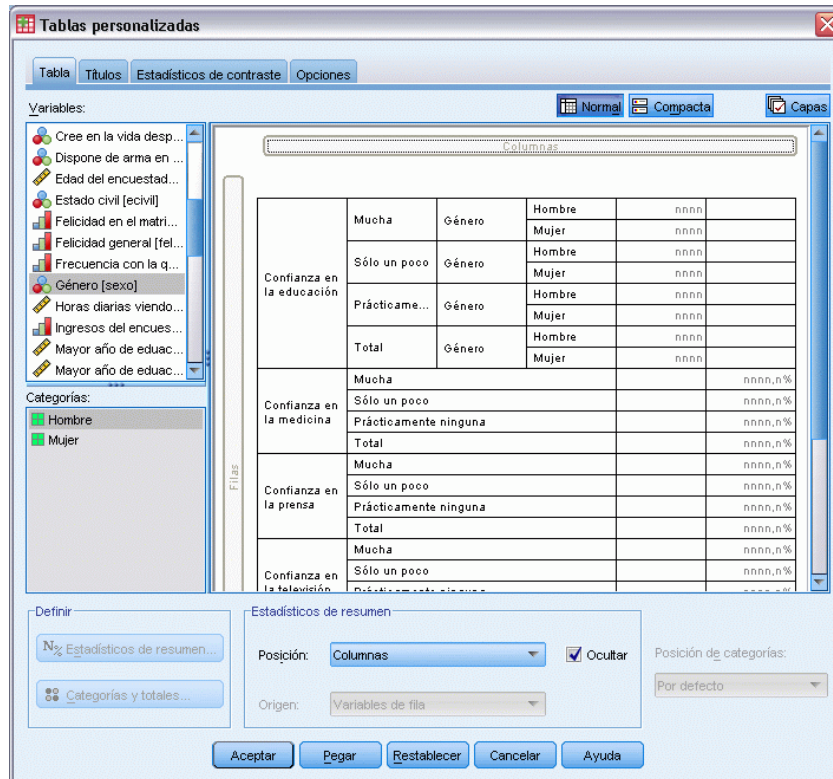 Tablas personalizadas
Tabla Títulos Estadísticos de contraste Opciones
Variables:
Normal Compacta Capas
Cree en la vida desp...
Dispone de arma en ...
Edad del encuestad...
Estado civil [ecivil]
Felicidad en el matri...
Felicidad general [fel...
Frecuencia con la q...
Género [sexo]
Horas diarias viendo...
Ingresos del encues...
Mayor año de eduac...
Mayor año de eduac...
Categorías:
Hombre
Mujer
Columnas
Filas
Confianza en
la educación
Mucha Género Hombre nnnn
Mujer nnnn
Sólo un poco Género Hombre nnnn
Mujer nnnn
Prácticame... Género Hombre nnnn
Mujer nnnn
Total Género Hombre nnnn
Mujer nnnn
Confianza en
la medicina
Mucha nnnn,n%
Sólo un poco nnnn,n%
Prácticamente ninguna nnnn,n%
Total nnnn,n%
Confianza en
la prensa
Mucha nnnn,n%
Sólo un poco nnnn,n%
Prácticamente ninguna nnnn,n%
Total nnnn,n%
Confianza en
la televisión
Mucha nnnn,n%
Sólo un poco nnnn,n%
Definir
N% Estadísticos de resumen...
Categorías y totales...
Estadísticos de resumen
Posición: Columnas Ocultar
Origen: Variables de fila
Posición de categorías:
Por defecto
Aceptar Pegar Restablecer Cancelar Ayuda